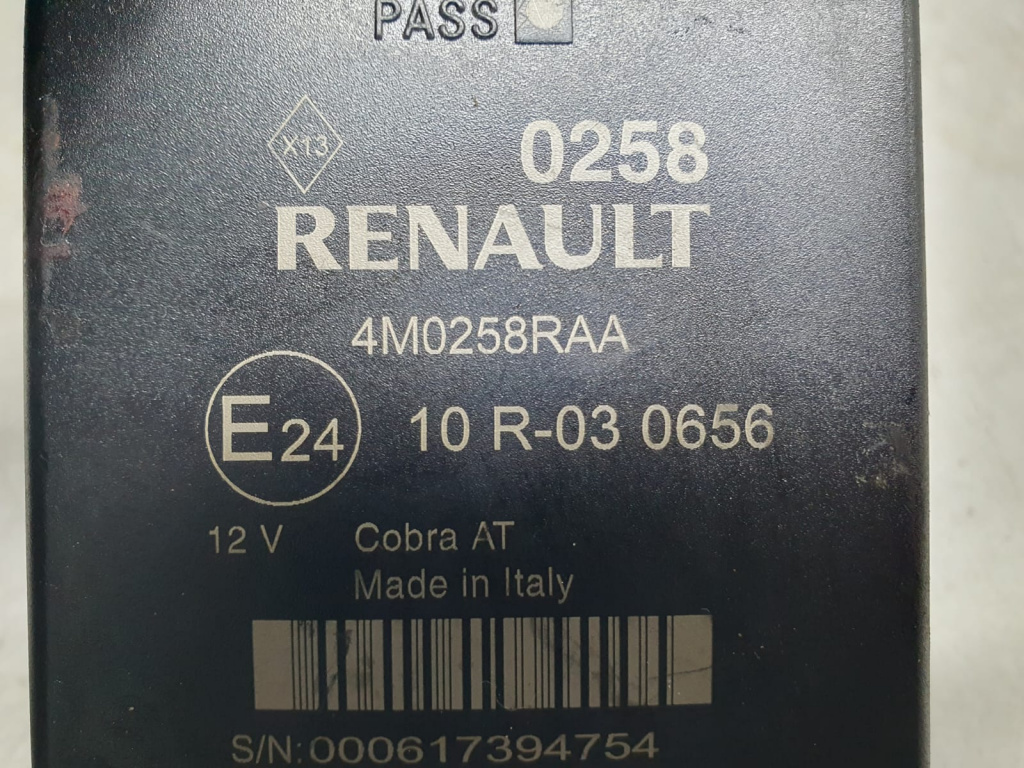 PASS
X13
0258
RENAULT
4M0258RAA
E24 10 R-03 0656
12 V Cobra AT
Made in Italy
S/N:000617394754